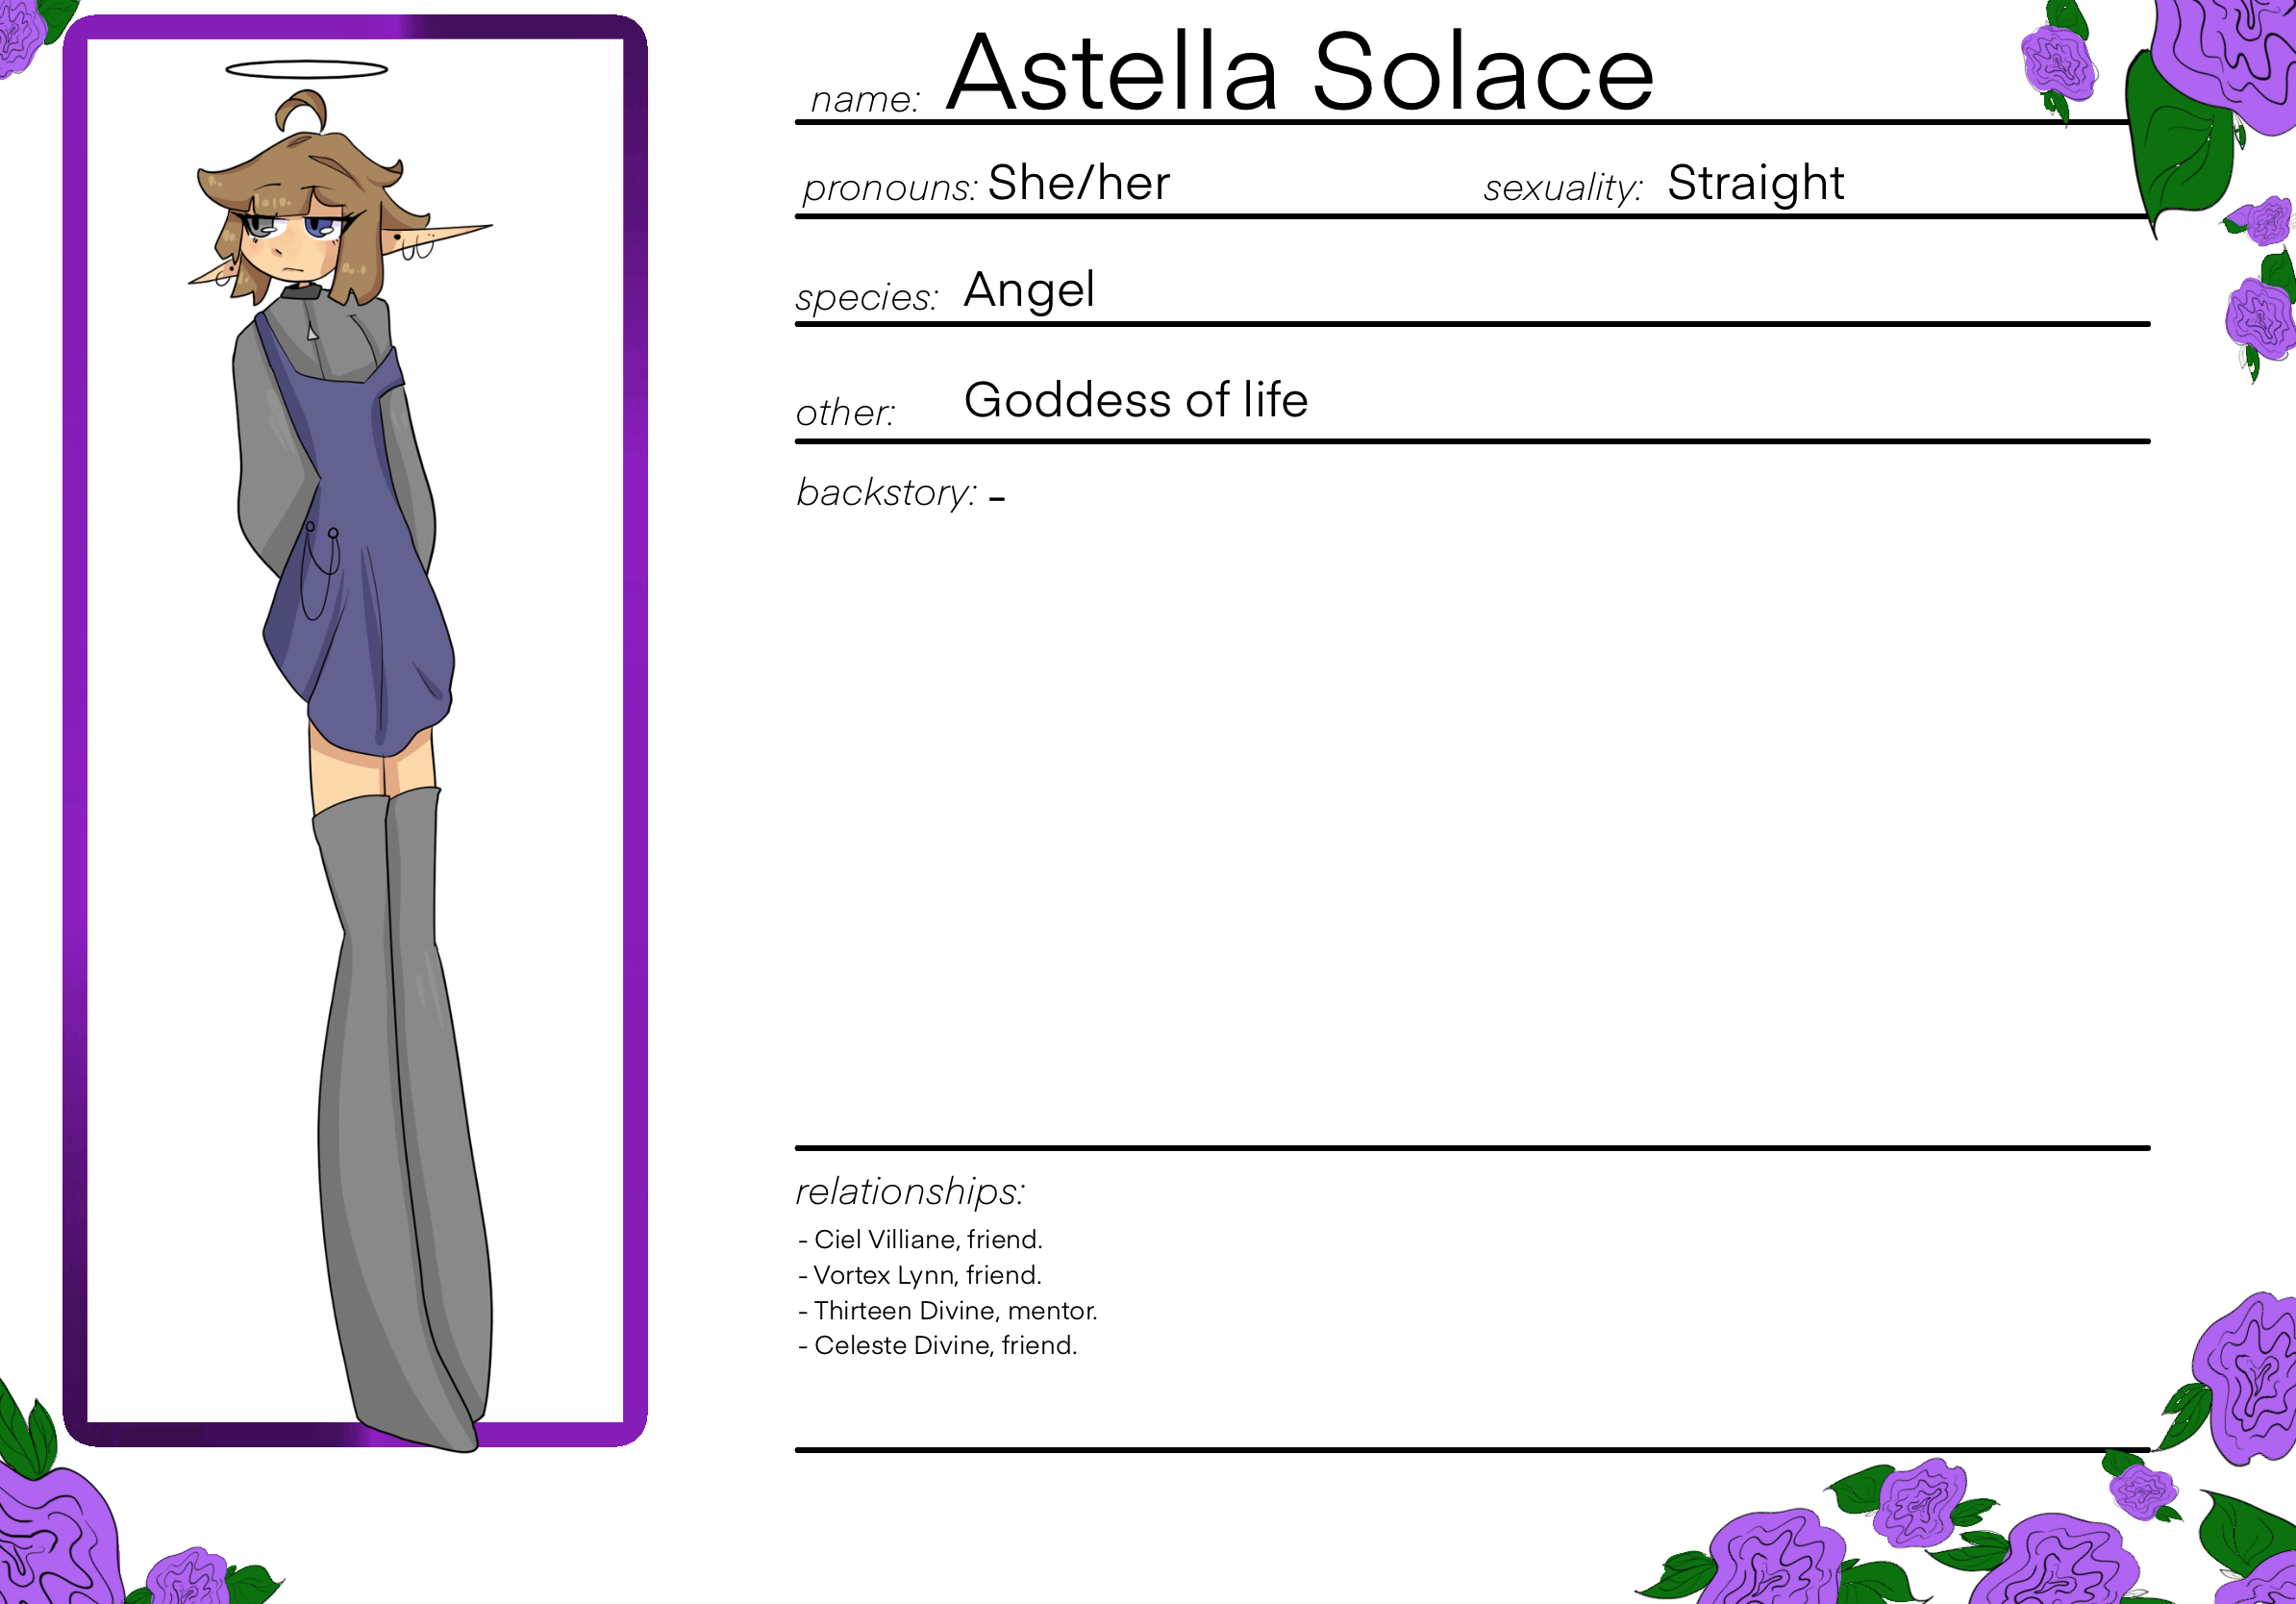 name: Astella Solace
pronouns: She/her sexuality: Straight
species: Angel
other: Goddess of life
backstory: -
relationships:
- Ciel Villiane, friend.
- Vortex Lynn, friend.
- Thirteen Divine, mentor.
- Celeste Divine, friend.